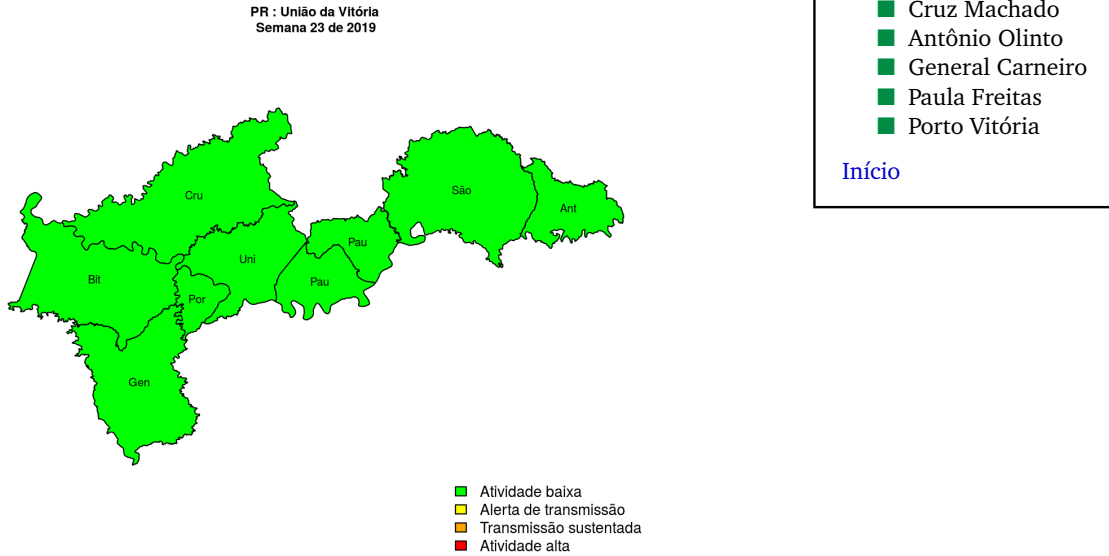 PR : União da Vitória
Semana 23 de 2019
Cru
São
Ant
Pau
Uni
Bit
Pau
Por
Gen
Atividade baixa
Alerta de transmissão
Transmissão sustentada
Atividade alta
Cruz Machado
Antônio Olinto
General Carneiro
Paula Freitas
Porto Vitória
Início